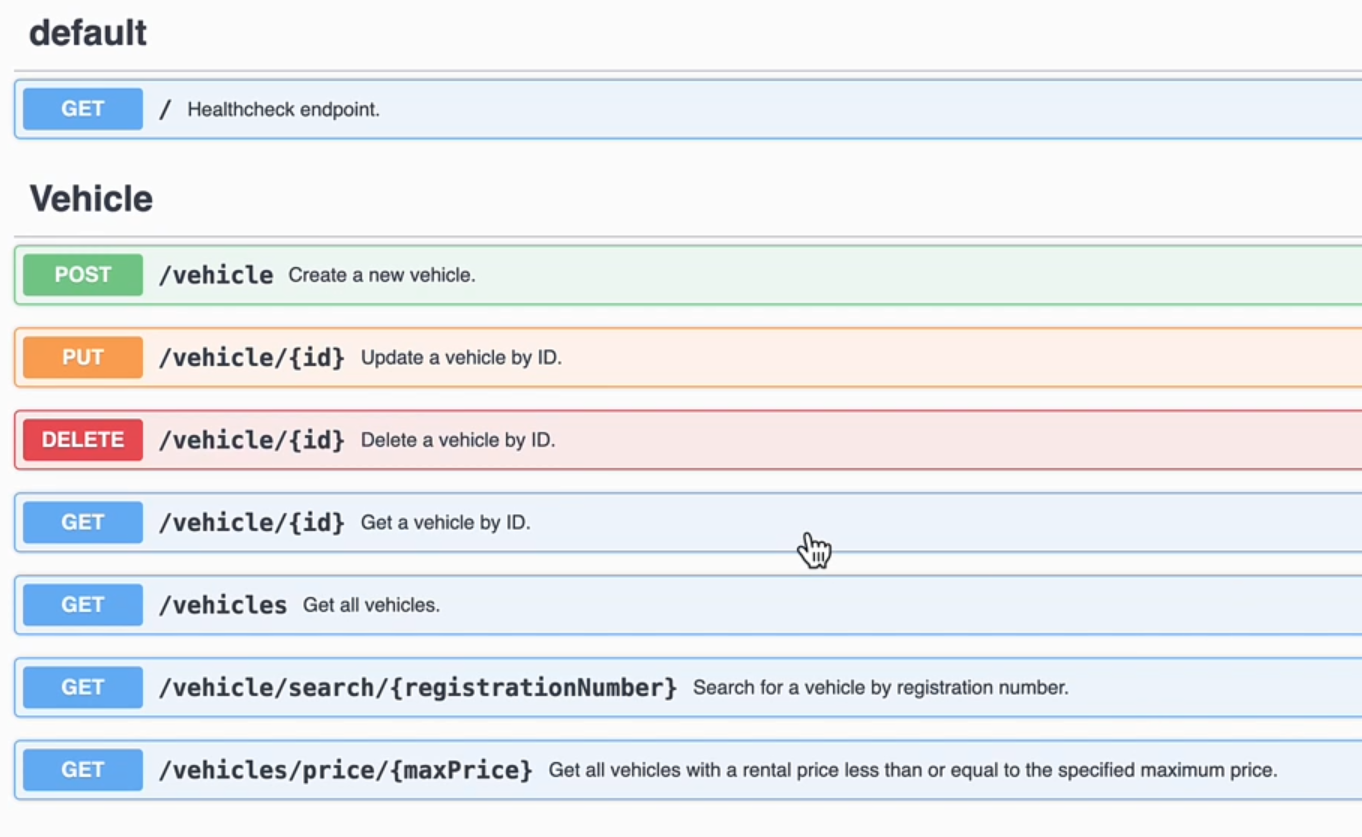 default
GET / Healthcheck endpoint.
Vehicle
POST /vehicle Create a new vehicle.
PUT /vehicle/{id} Update a vehicle by ID.
DELETE /vehicle/{id} Delete a vehicle by ID.
GET /vehicle/{id} Get a vehicle by ID.
GET /vehicles Get all vehicles.
GET /vehicle/search/{registrationNumber} Search for a vehicle by registration number.
GET /vehicles/price/{maxPrice} Get all vehicles with a rental price less than or equal to the specified maximum price.